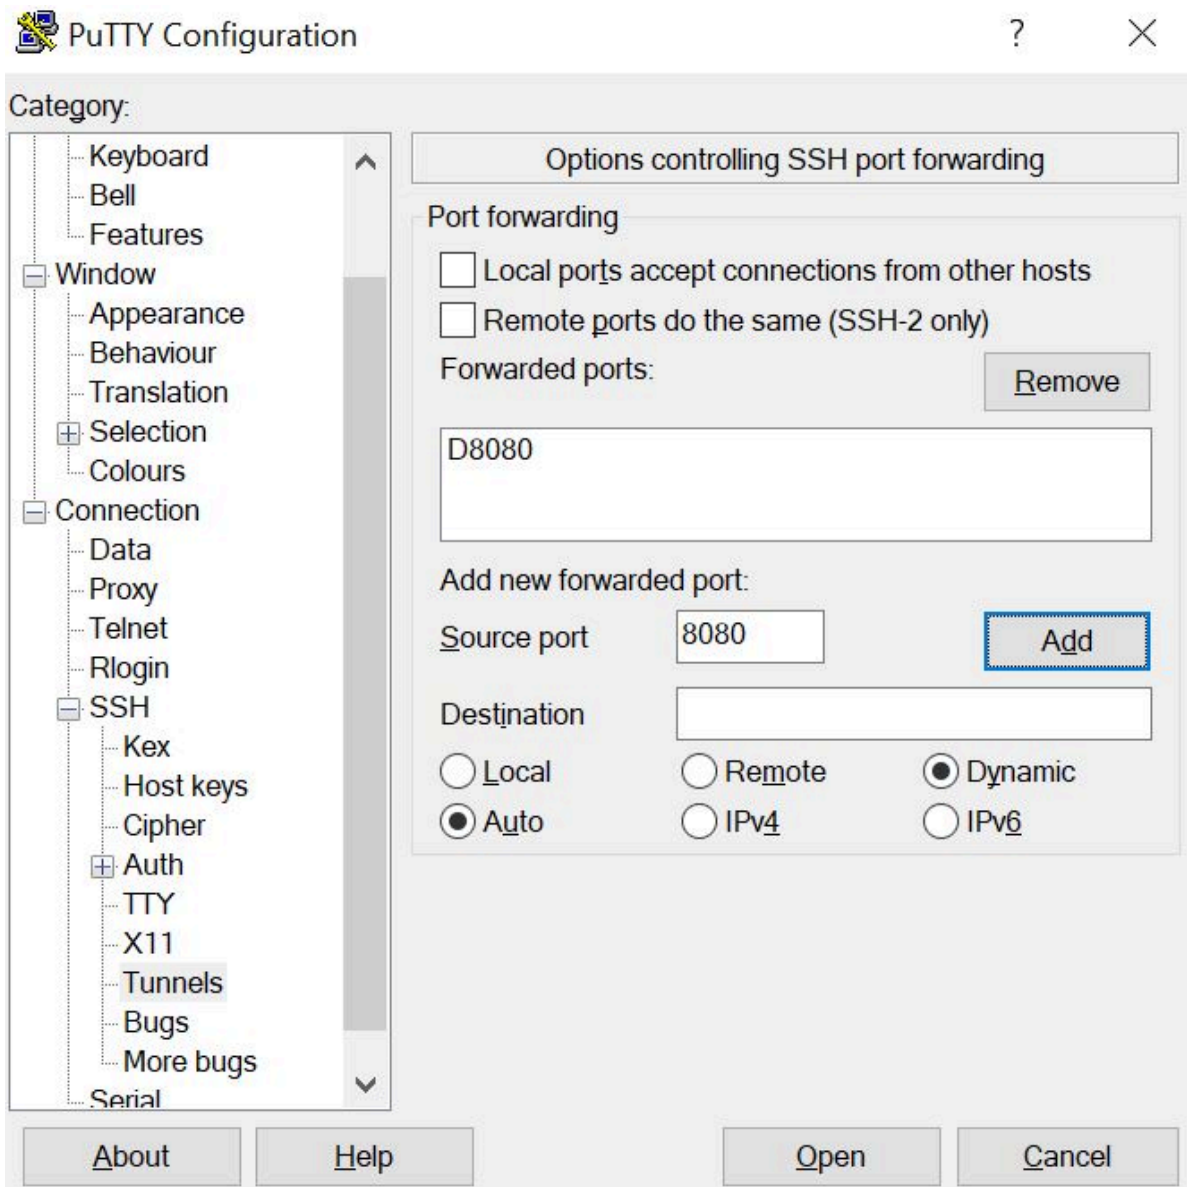 PuTTY Configuration
?
Category:
Keyboard
Bell
Features
Window
Appearance
Behaviour
Translation
Selection
Colours
Connection
Data
Proxy
Telnet
Rlogin
SSH
Kex
Host keys
Cipher
Auth
TTY
X11
Tunnels
Bugs
More bugs
Serial
Options controlling SSH port forwarding
Port forwarding
Local ports accept connections from other hosts
Remote ports do the same (SSH-2 only)
Forwarded ports:
Remove
D8080
Add new forwarded port:
Source port 8080 Add
Destination
Local Remote Dynamic
Auto IPv4 IPv6
About Help Open Cancel